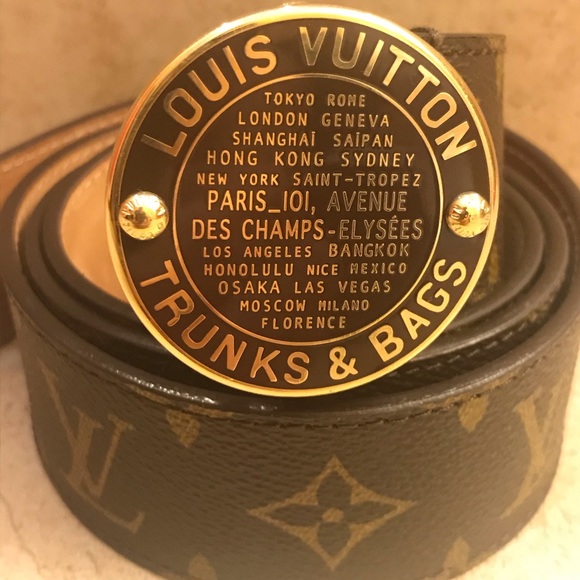 LOUIS VUITTON
TOKYO ROME
LONDON GENEVA
SHANGHAÏ SAÏPAN
HONG KONG SYDNEY
NEW YORK SAINT-TROPEZ
PARIS_101, AVENUE
DES CHAMPS-ELYSÉES
LOS ANGELES BANGKOK
HONOLULU NICE MEXICO
OSAKA LAS VEGAS
MOSCOW MILANO
FLORENCE
TRUNKS & BAGS
LV